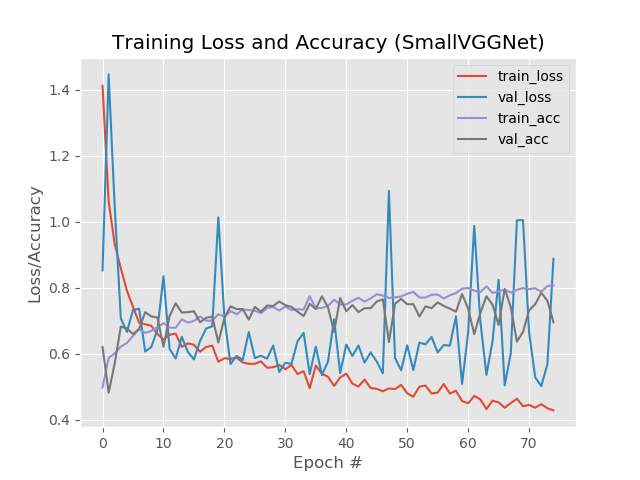 Training Loss and Accuracy (SmallVGGNet)
train_loss
val_loss
train_acc
val_acc
1.4
1.2
1.0
0.8
0.6
0.4
Loss/Accuracy
0 10 20 30 40 50 60 70
Epoch #